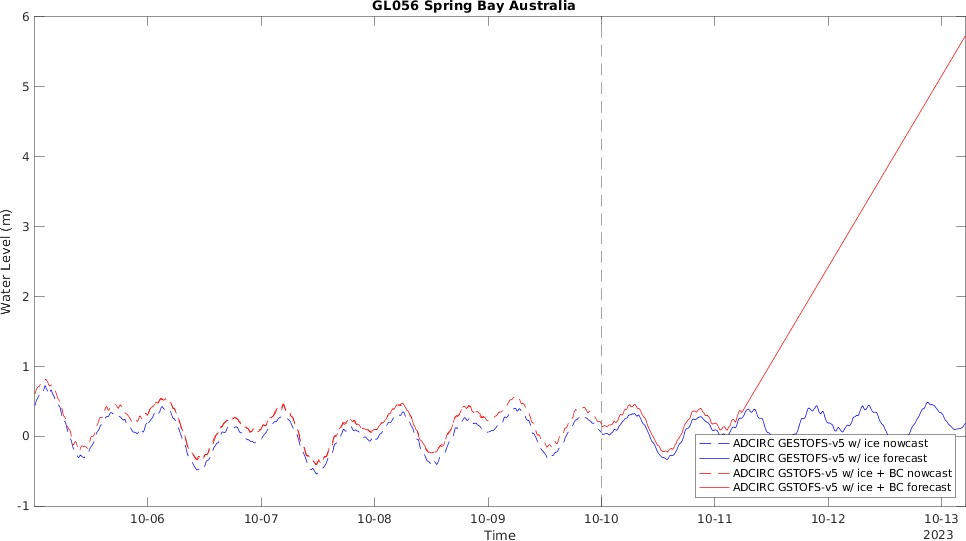 GL056 Spring Bay Australia
6
5
4
3
2
1
0
-1
Water Level (m)
10-06
10-07
10-08
10-09
10-10
10-11
10-12
10-13
Time
2023
ADCIRC GESTOFS-v5 w/ ice nowcast
ADCIRC GESTOFS-v5 w/ ice forecast
ADCIRC GSTOFS-v5 w/ ice + BC nowcast
ADCIRC GSTOFS-v5 w/ ice + BC forecast